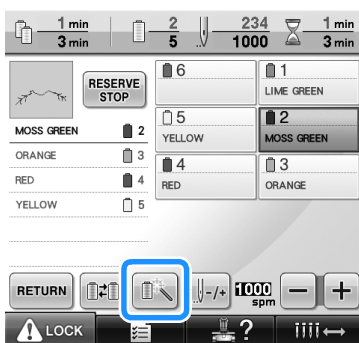 1 min 2 234 1 min
3 min 5 1000 3 min
RESERVE STOP
6 1
LIME GREEN
MOSS GREEN 2
5 2
YELLOW MOSS GREEN
ORANGE 3
RED 4
4 3
RED ORANGE
YELLOW 5
RETURN -/+ 1000 spm − +
LOCK ?